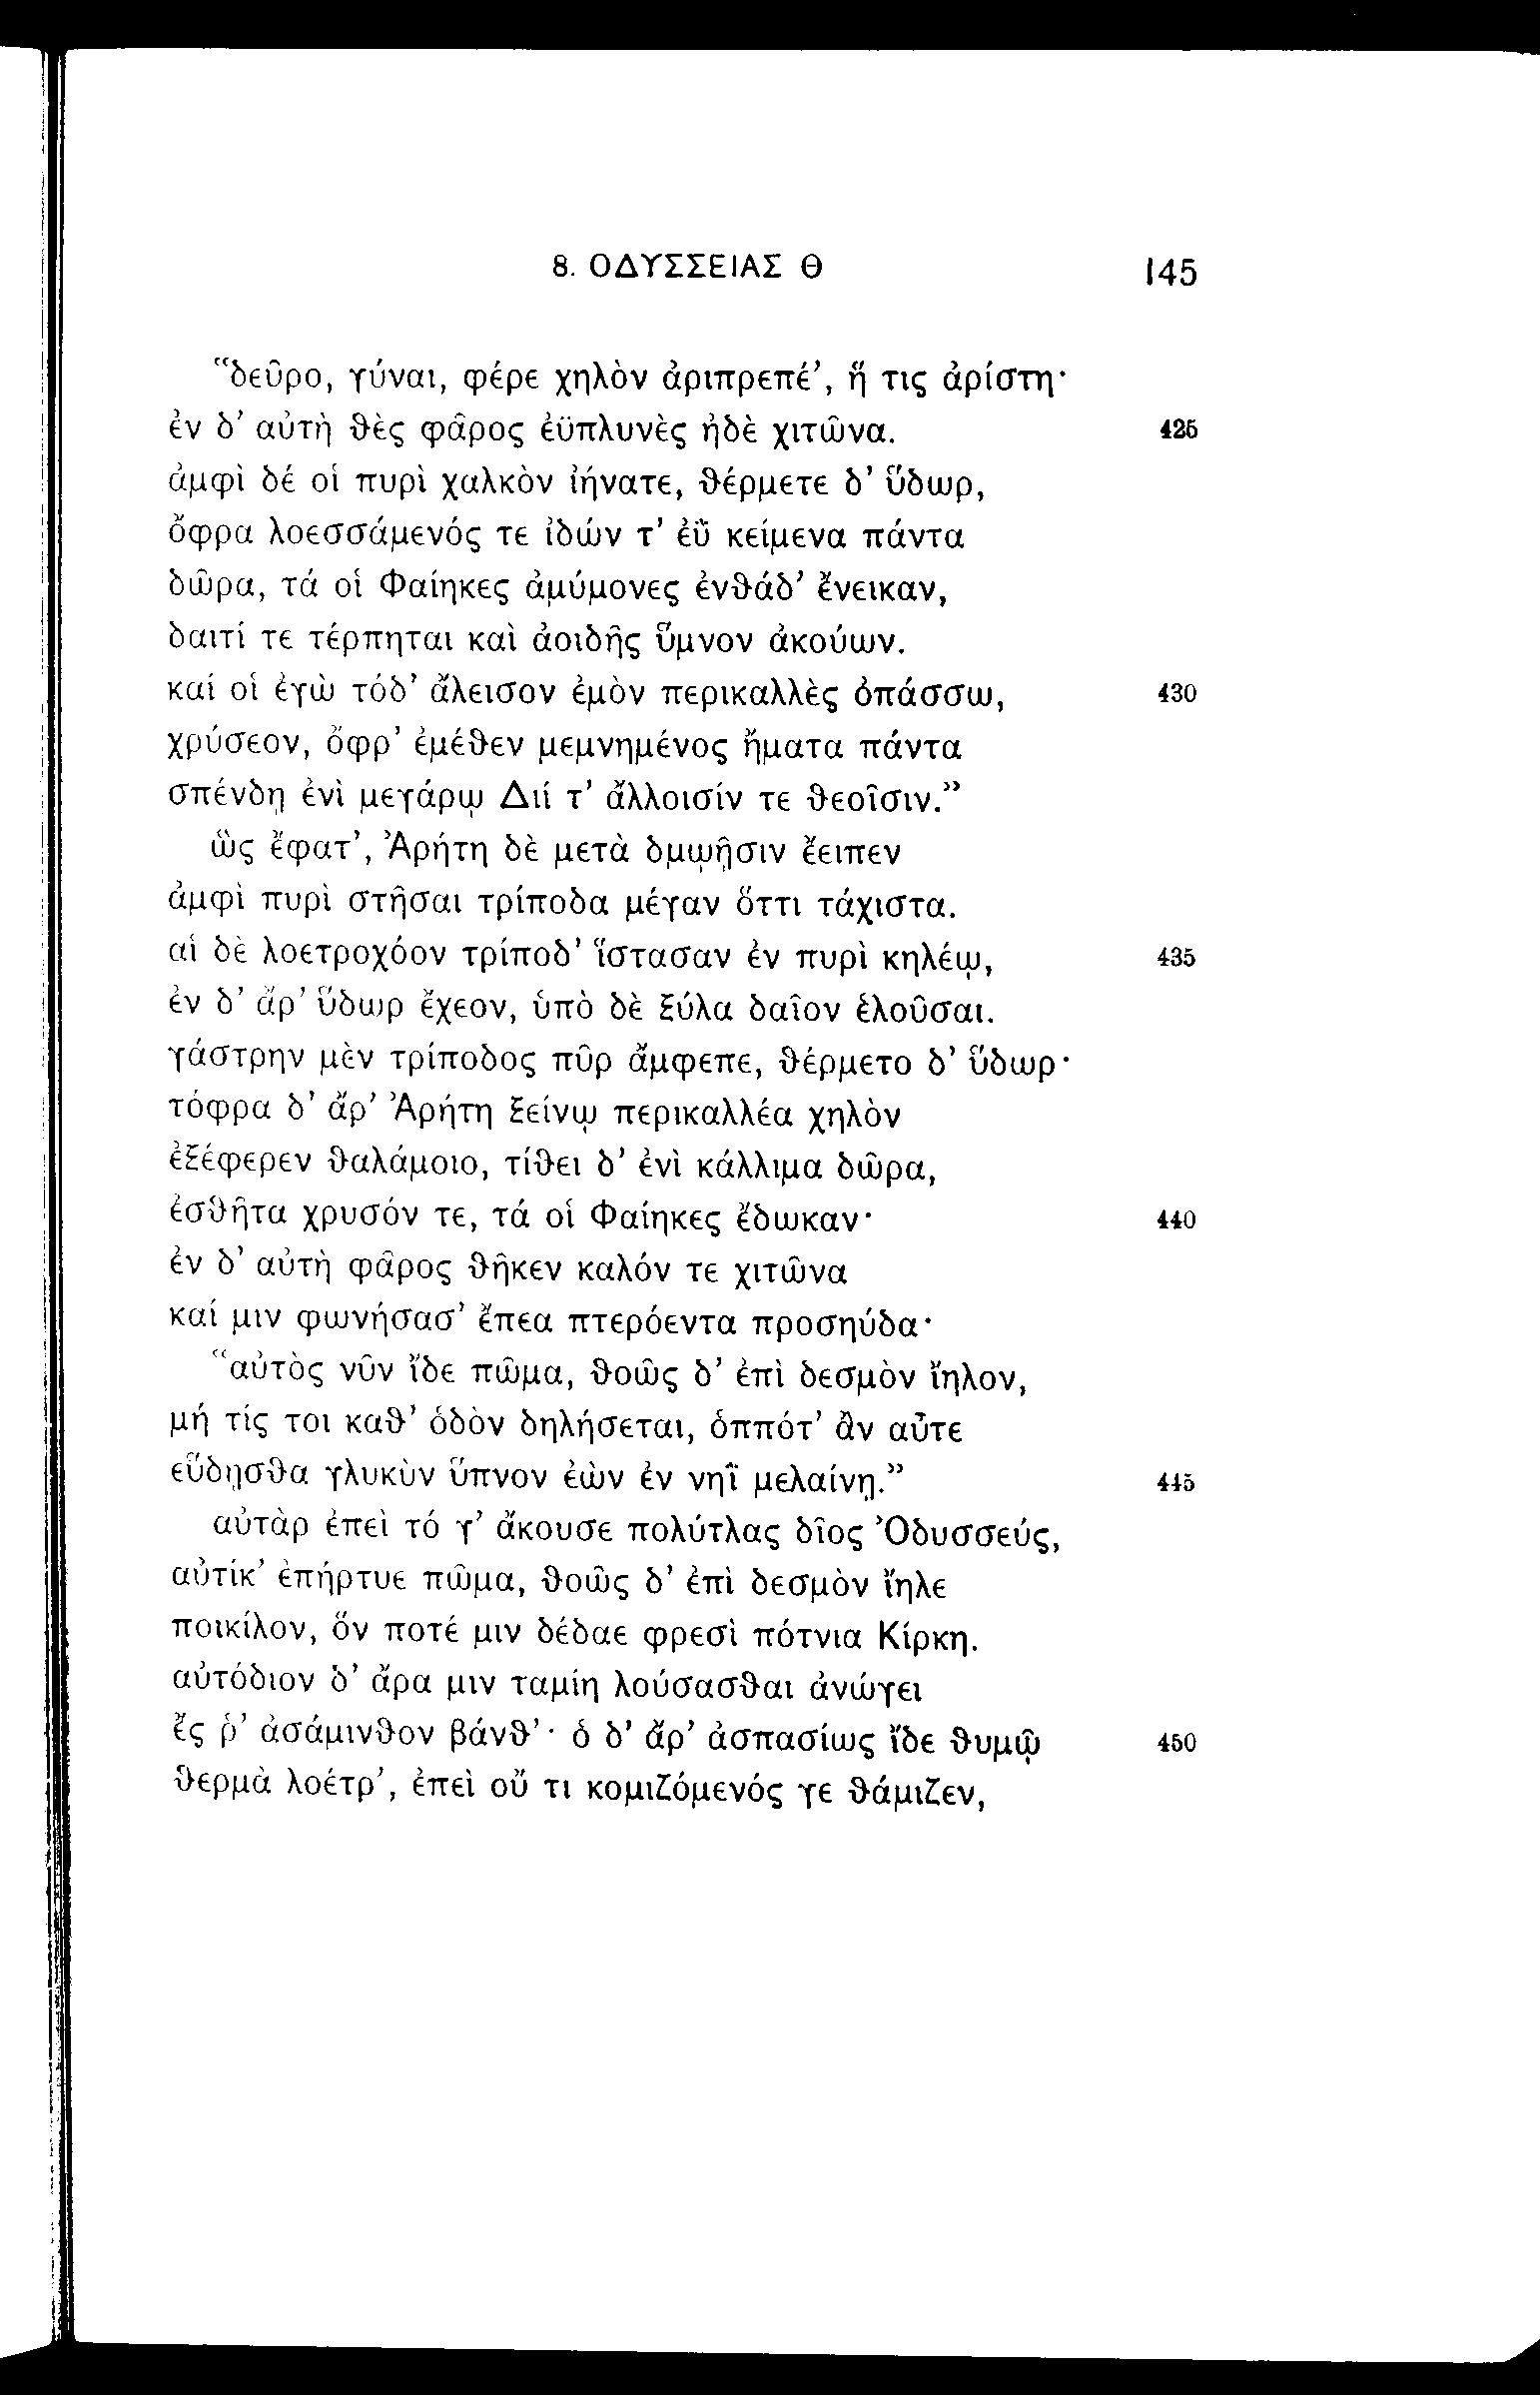 8. ΟΔΥΣΣΕΙΑΣ Θ 145
“δεῦρο, γύναι, φέρε χηλὸν ἀριπρεπέ’, ἥ τις ἀρίστη·
ἐν δ’ αὐτὴ θὲς φᾶρος ἐϋπλυνὲς ἠδὲ χιτῶνα. 425
ἀμφὶ δέ οἱ πυρὶ χαλκὸν ἰήνατε, θέρμετε δ’ ὕδωρ,
ὄφρα λοεσσάμενός τε ἰδών τ’ ἐῢ κείμενα πάντα
δῶρα, τά οἱ Φαίηκες ἀμύμονες ἐνθάδ’ ἔνεικαν,
δαιτί τε τέρπηται καὶ ἀοιδῆς ὕμνον ἀκούων.
καί οἱ ἐγὼ τόδ’ ἄλεισον ἐμὸν περικαλλὲς ὀπάσσω, 430
χρύσεον, ὄφρ’ ἐμέθεν μεμνημένος ἤματα πάντα
σπένδῃ ἐνὶ μεγάρῳ Διί τ’ ἄλλοισίν τε θεοῖσιν.”
ὣς ἔφατ’, Ἀρήτη δὲ μετὰ δμῳῇσιν ἔειπεν
ἀμφὶ πυρὶ στῆσαι τρίποδα μέγαν ὅττι τάχιστα.
αἱ δὲ λοετροχόον τρίποδ’ ἵστασαν ἐν πυρὶ κηλέῳ, 435
ἐν δ’ ἄρ’ ὕδωρ ἔχεον, ὑπὸ δὲ ξύλα δαῖον ἑλοῦσαι.
γάστρην μὲν τρίποδος πῦρ ἄμφεπε, θέρμετο δ’ ὕδωρ·
τόφρα δ’ ἄρ’ Ἀρήτη ξείνῳ περικαλλέα χηλὸν
ἐξέφερεν θαλάμοιο, τίθει δ’ ἐνὶ κάλλιμα δῶρα,
ἐσθῆτα χρυσόν τε, τά οἱ Φαίηκες ἔδωκαν· 440
ἐν δ’ αὐτὴ φᾶρος θῆκεν καλόν τε χιτῶνα
καί μιν φωνήσασ’ ἔπεα πτερόεντα προσηύδα·
“αὐτὸς νῦν ἴδε πῶμα, θοῶς δ’ ἐπὶ δεσμὸν ἴηλον,
μή τίς τοι καθ’ ὁδὸν δηλήσεται, ὁππότ’ ἂν αὖτε
εὕδῃσθα γλυκὺν ὕπνον ἐὼν ἐν νηῒ μελαίνῃ.” 445
αὐτὰρ ἐπεὶ τό γ’ ἄκουσε πολύτλας δῖος Ὀδυσσεύς,
αὐτίκ’ ἐπήρτυε πῶμα, θοῶς δ’ ἐπὶ δεσμὸν ἴηλε
ποικίλον, ὅν ποτέ μιν δέδαε φρεσὶ πότνια Κίρκη.
αὐτόδιον δ’ ἄρα μιν ταμίη λούσασθαι ἀνώγει
ἔς ῥ’ ἀσάμινθον βάνθ’· ὁ δ’ ἄρ’ ἀσπασίως ἴδε θυμῷ 450
θερμὰ λοέτρ’, ἐπεὶ οὔ τι κομιζόμενός γε θάμιζεν,